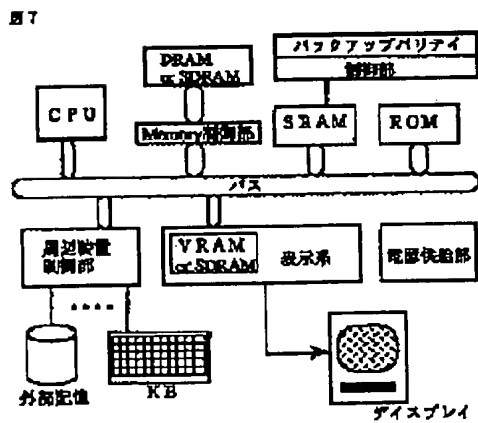 図7
DRAM
or SDRAM
バックアップパリティ
制御部
CPU
Memory制御部
SRAM
ROM
バス
周辺装置
制御部
VRAM
or SDRAM
表示系
電源供給部
外部記憶
KB
ディスプレイ